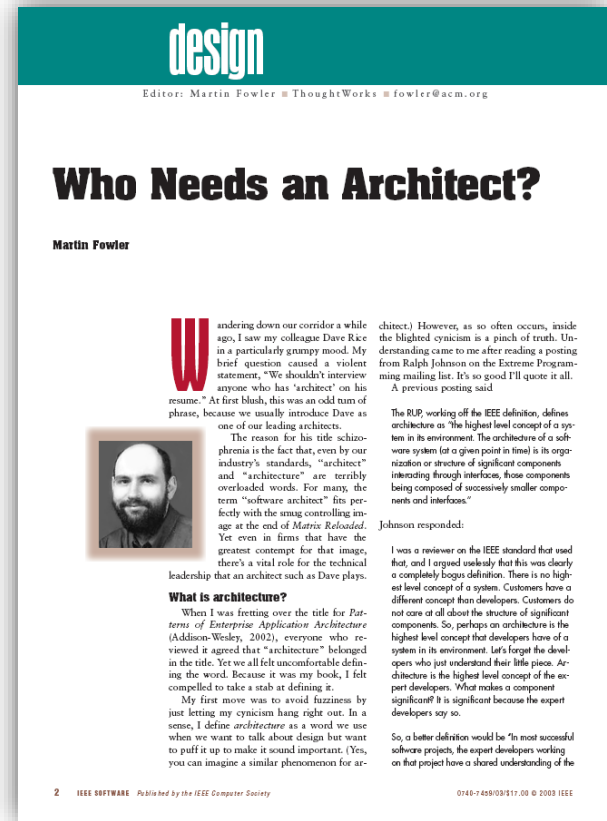 design
Editor: Martin Fowler ■ ThoughtWorks ■ fowler@acm.org
Who Needs an Architect?
Martin Fowler
Wandering down our corridor a while
ago, I saw my colleague Dave Rice
in a particularly grumpy mood. My
brief question caused a violent
statement, “We shouldn’t interview
anyone who has ‘architect’ on his
resume.” At first blush, this was an odd turn of
phrase, because we usually introduce Dave as
one of our leading architects.
The reason for his title schizo-
phrenia is the fact that, even by our
industry’s standards, “architect”
and “architecture” are terribly
overloaded words. For many, the
term “software architect” fits per-
fectly with the smug controlling im-
age at the end of Matrix Reloaded.
Yet even in firms that have the
greatest contempt for that image,
there’s a vital role for the technical
leadership that an architect such as Dave plays.
What is architecture?
When I was fretting over the title for Pat-
terns of Enterprise Application Architecture
(Addison-Wesley, 2002), everyone who re-
viewed it agreed that “architecture” belonged
in the title. Yet we all felt uncomfortable defin-
ing the word. Because it was my book, I felt
compelled to take a stab at defining it.
My first move was to avoid fuzziness by
just letting my cynicism hang right out. In a
sense, I define architecture as a word we use
when we want to talk about design but want
to puff it up to make it sound important. (Yes,
you can imagine a similar phenomenon for ar-
chitect.) However, as so often occurs, inside
the blighted cynicism is a pinch of truth. Un-
derstanding came to me after reading a posting
from Ralph Johnson on the Extreme Program-
ming mailing list. It’s so good I’ll quote it all.
A previous posting said
The RUP, working off the IEEE definition, defines
architecture as “the highest level concept of a sys-
tem in its environment. The architecture of a soft-
ware system (at a given point in time) is its orga-
nization or structure of significant components
interacting through interfaces, those components
being composed of successively smaller compo-
nents and interfaces.”
Johnson responded:
I was a reviewer on the IEEE standard that used
that, and I argued uselessly that this was clearly
a completely bogus definition. There is no high-
est level concept of a system. Customers have a
different concept than developers. Customers do
not care at all about the structure of significant
components. So, perhaps an architecture is the
highest level concept that developers have of a
system in its environment. Let’s forget the devel-
opers who just understand their little piece. Ar-
chitecture is the highest level concept of the ex-
pert developers. What makes a component
significant? It is significant because the expert
developers say so.
So, a better definition would be “In most successful
software projects, the expert developers working
on that project have a shared understanding of the
2 IEEE SOFTWARE Published by the IEEE Computer Society
0740-7459/03/$17.00 © 2003 IEEE